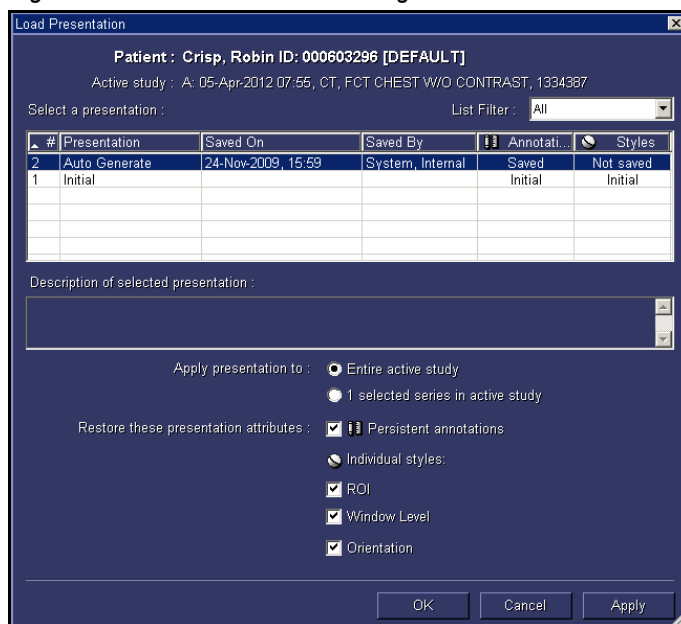 Load Presentation
Patient : Crisp, Robin ID: 000603296 [DEFAULT]
Active study : A: 05-Apr-2012 07:55, CT, FCT CHEST W/O CONTRAST, 1334387
Select a presentation : List Filter : All
# Presentation Saved On Saved By Annotati... Styles
2 Auto Generate 24-Nov-2009, 15:59 System, Internal Saved Not saved
1 Initial Initial Initial
Description of selected presentation :
Apply presentation to : Entire active study
1 selected series in active study
Restore these presentation attributes : Persistent annotations
Individual styles:
ROI
Window Level
Orientation
OK Cancel Apply